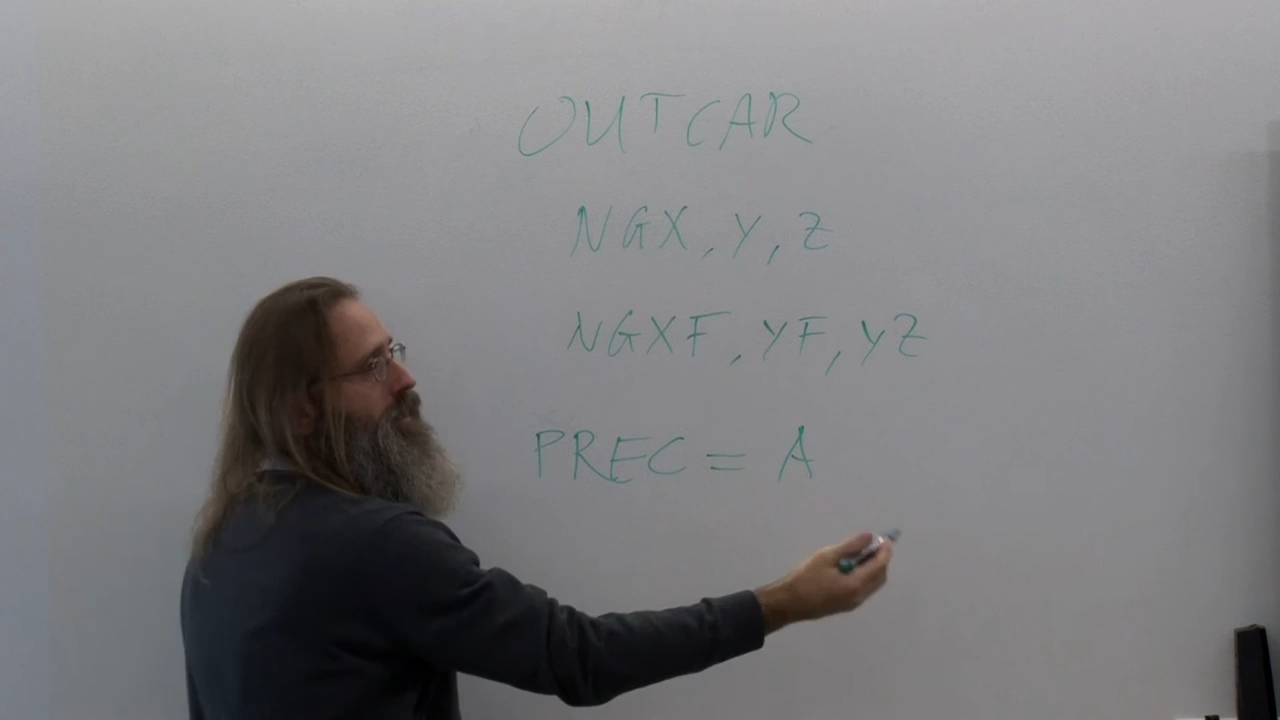 OUTCAR
NGX, Y, Z
NGXF, YF, YZ
PREC = A